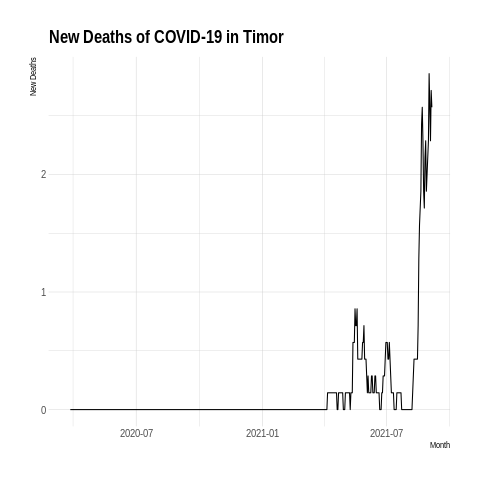 New Deaths of COVID-19 in Timor
New Deaths
2
1
0
2020-07
2021-01
2021-07
Month